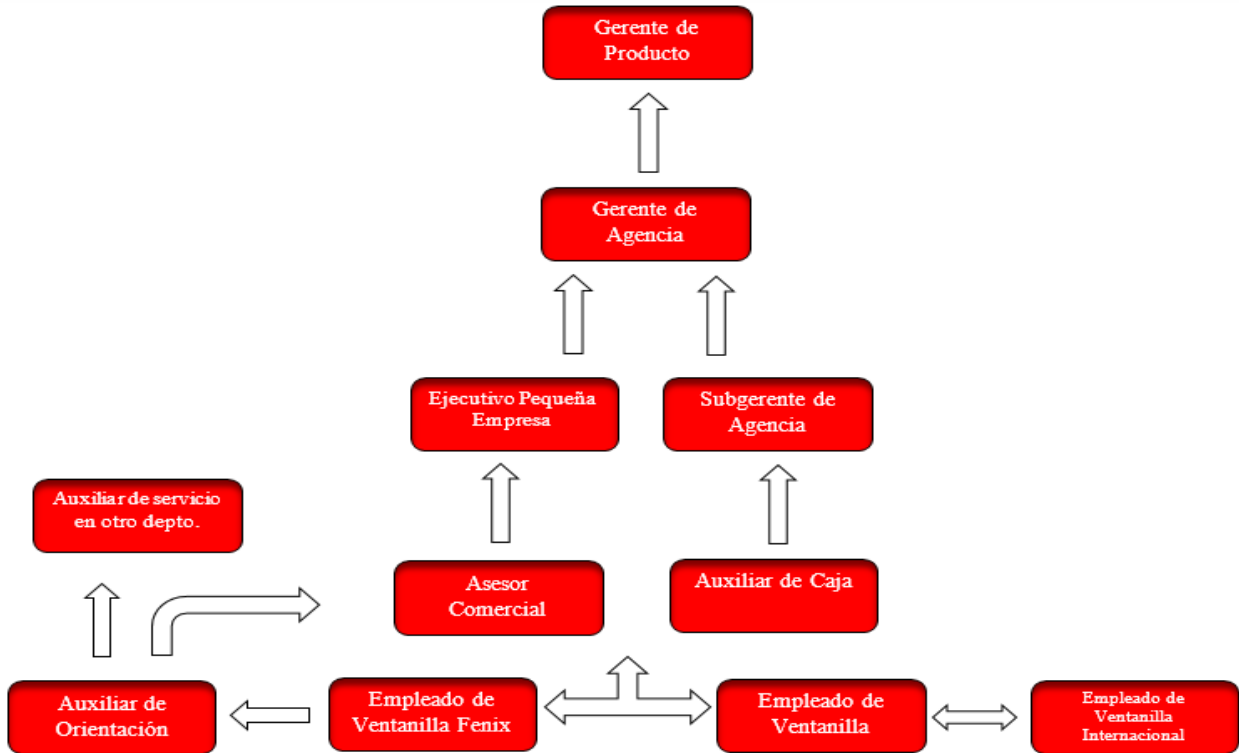 Gerente de
Producto
Gerente de
Agencia
Ejecutivo Pequeña
Empresa
Subgerente de
Agencia
Auxiliar de servicio
en otro depto.
Asesor
Comercial
Auxiliar de Caja
Auxiliar de
Orientación
Empleado de
Ventanilla Fenix
Empleado de
Ventanilla
Empleado de
Ventanilla
Internacional